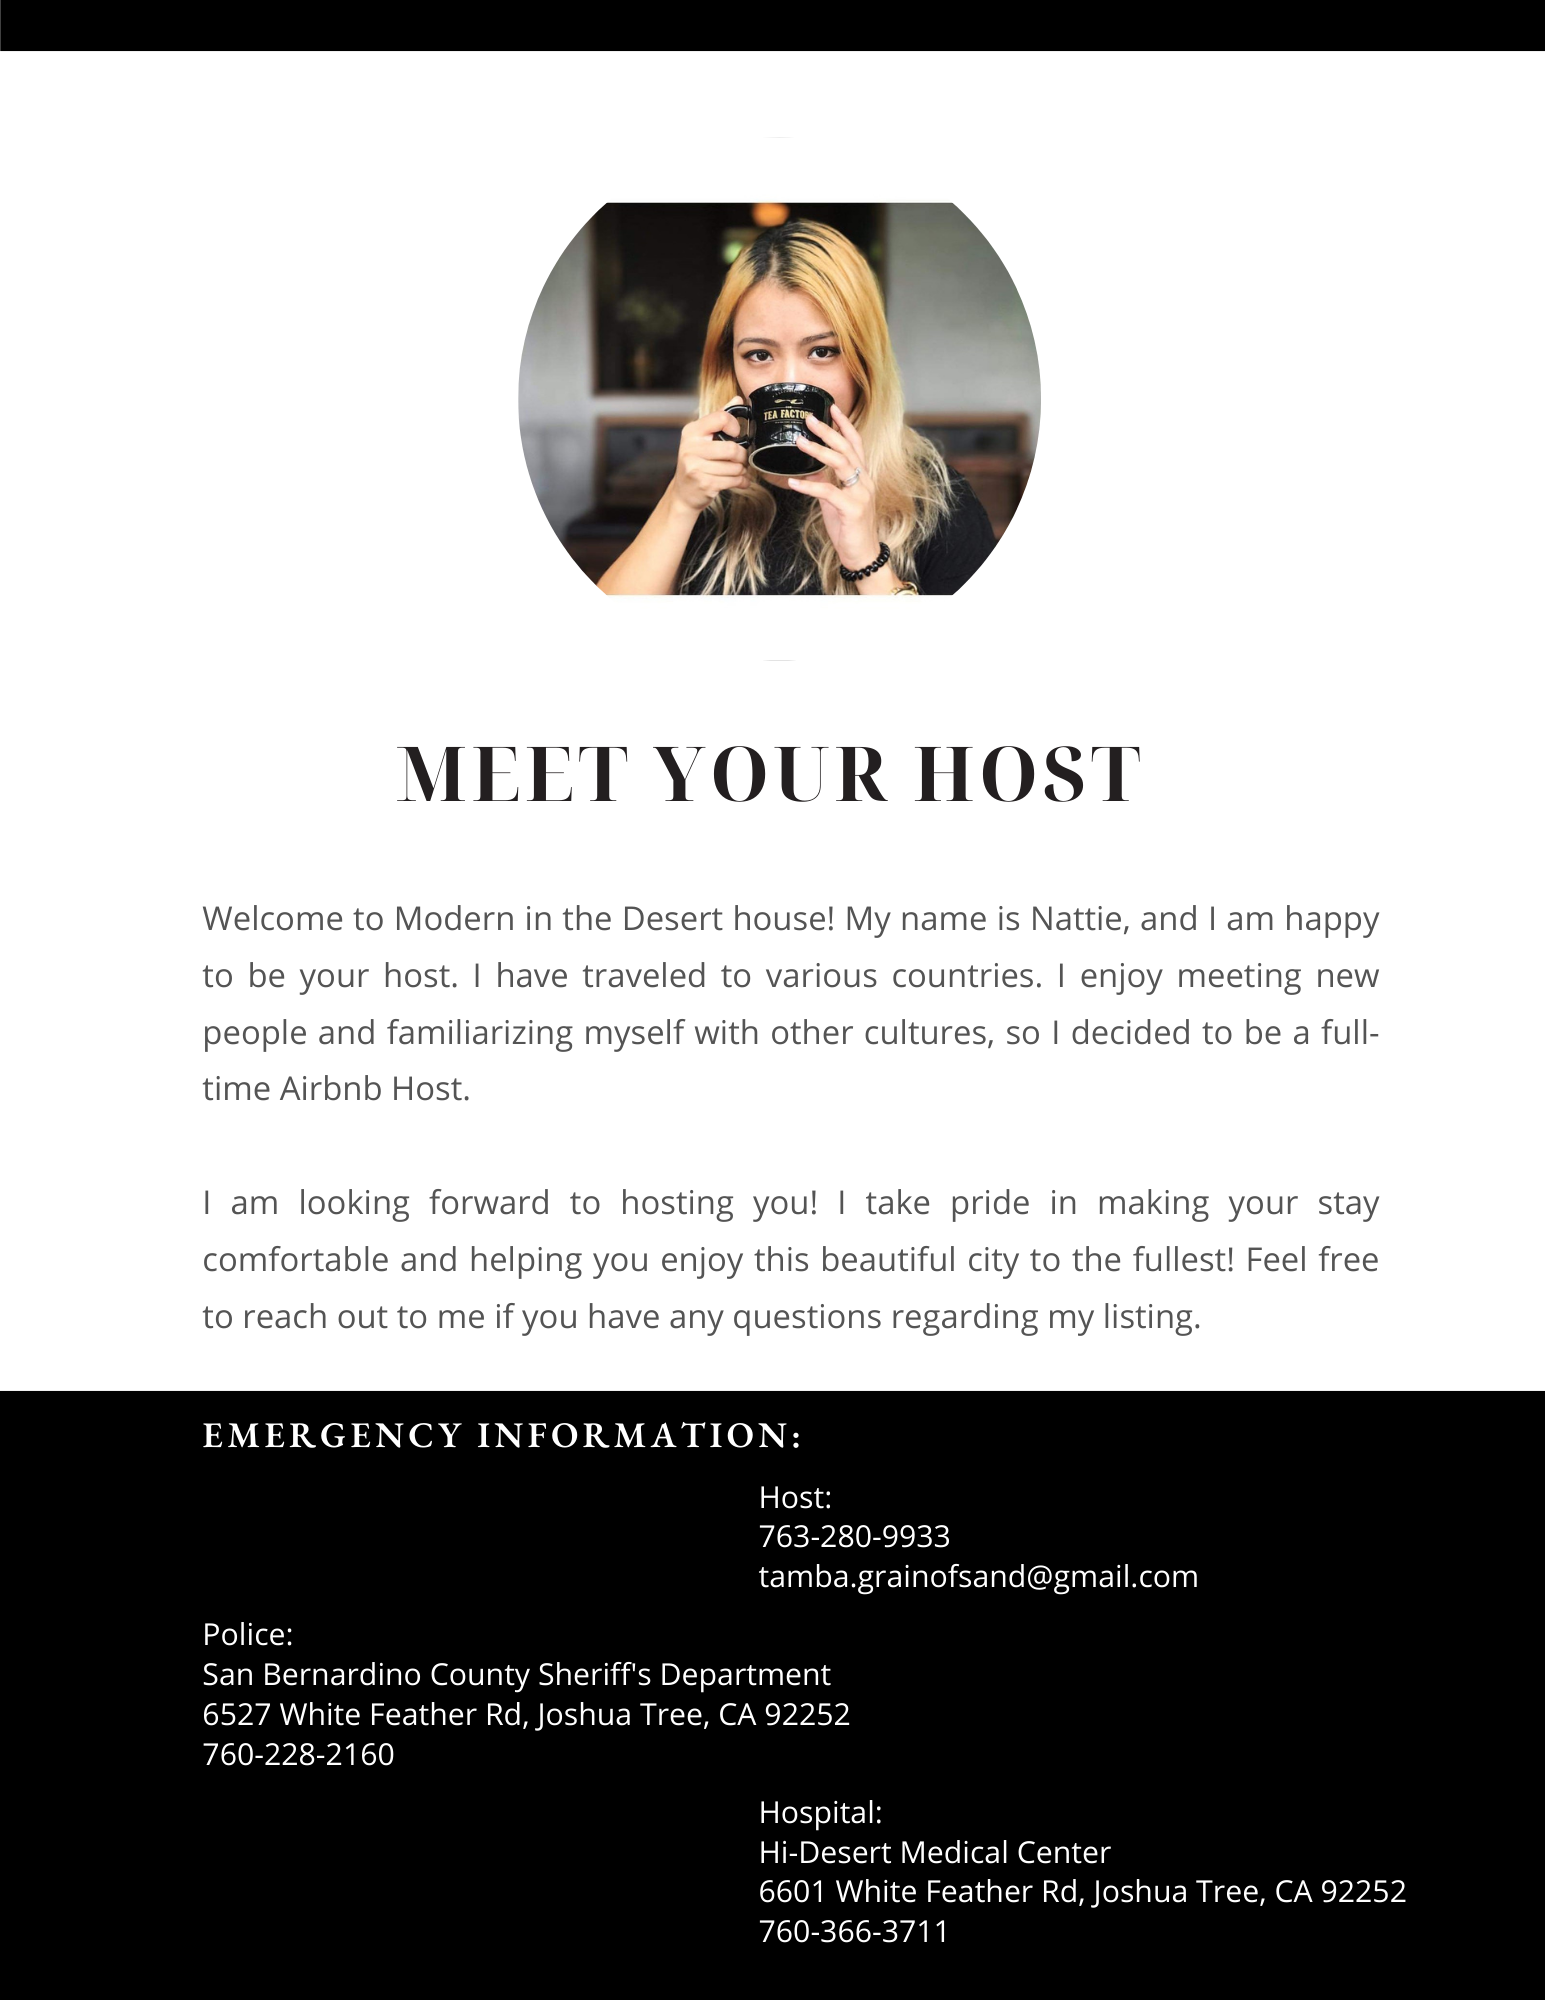 TEA FACTORY
MEET YOUR HOST
Welcome to Modern in the Desert house! My name is Nattie, and I am happy
to be your host. I have traveled to various countries. I enjoy meeting new
people and familiarizing myself with other cultures, so I decided to be a full-
time Airbnb Host.
I am looking forward to hosting you! I take pride in making your stay
comfortable and helping you enjoy this beautiful city to the fullest! Feel free
to reach out to me if you have any questions regarding my listing.
EMERGENCY INFORMATION:
Host:
763-280-9933
tamba.grainofsand@gmail.com
Police:
San Bernardino County Sheriff's Department
6527 White Feather Rd, Joshua Tree, CA 92252
760-228-2160
Hospital:
Hi-Desert Medical Center
6601 White Feather Rd, Joshua Tree, CA 92252
760-366-3711